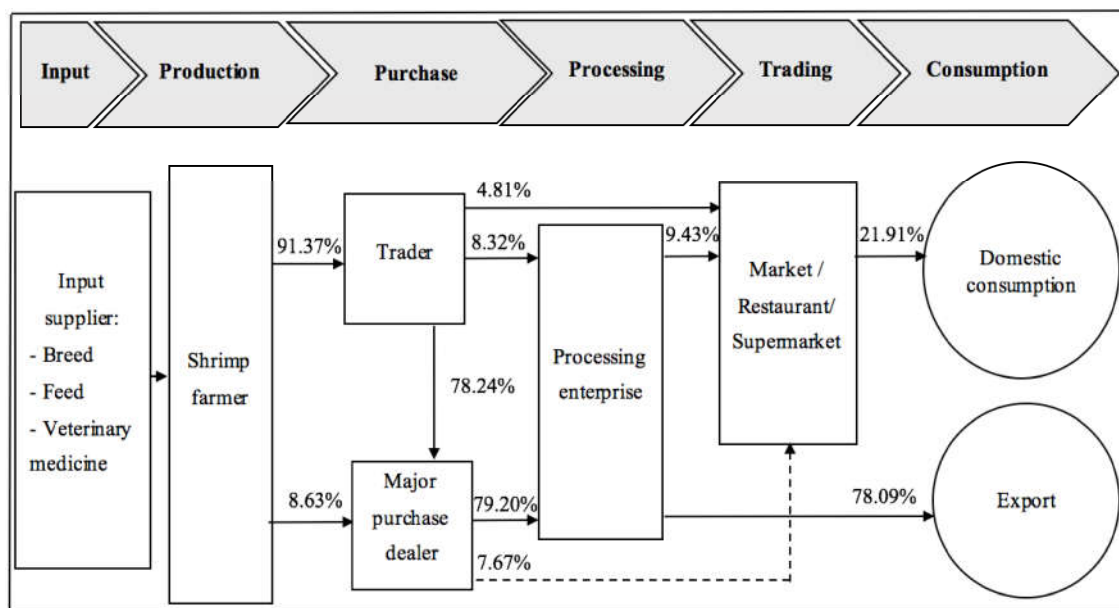 Input
Production
Purchase
Processing
Trading
Consumption
Input
supplier:
- Breed
- Feed
- Veterinary
medicine
Shrimp
farmer
91.37%
8.63%
Trader
78.24%
Major
purchase
dealer
4.81%
8.32%
79.20%
7.67%
Processing
enterprise
9.43%
78.09%
Market /
Restaurant/
Supermarket
21.91%
Domestic
consumption
Export